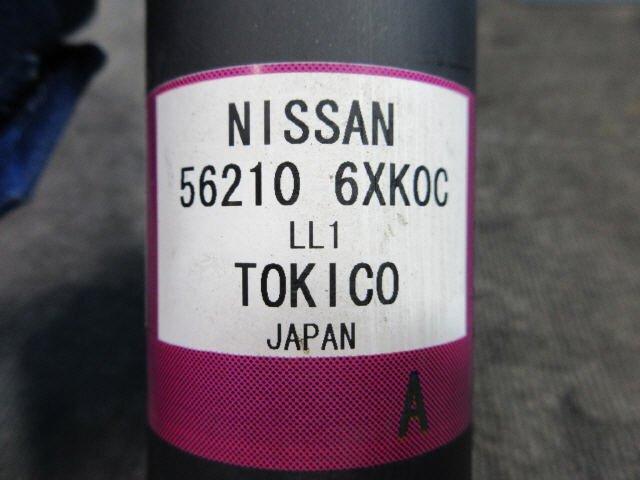 NISSAN
56210 6XK0C
LL1
TOKICO
JAPAN
A